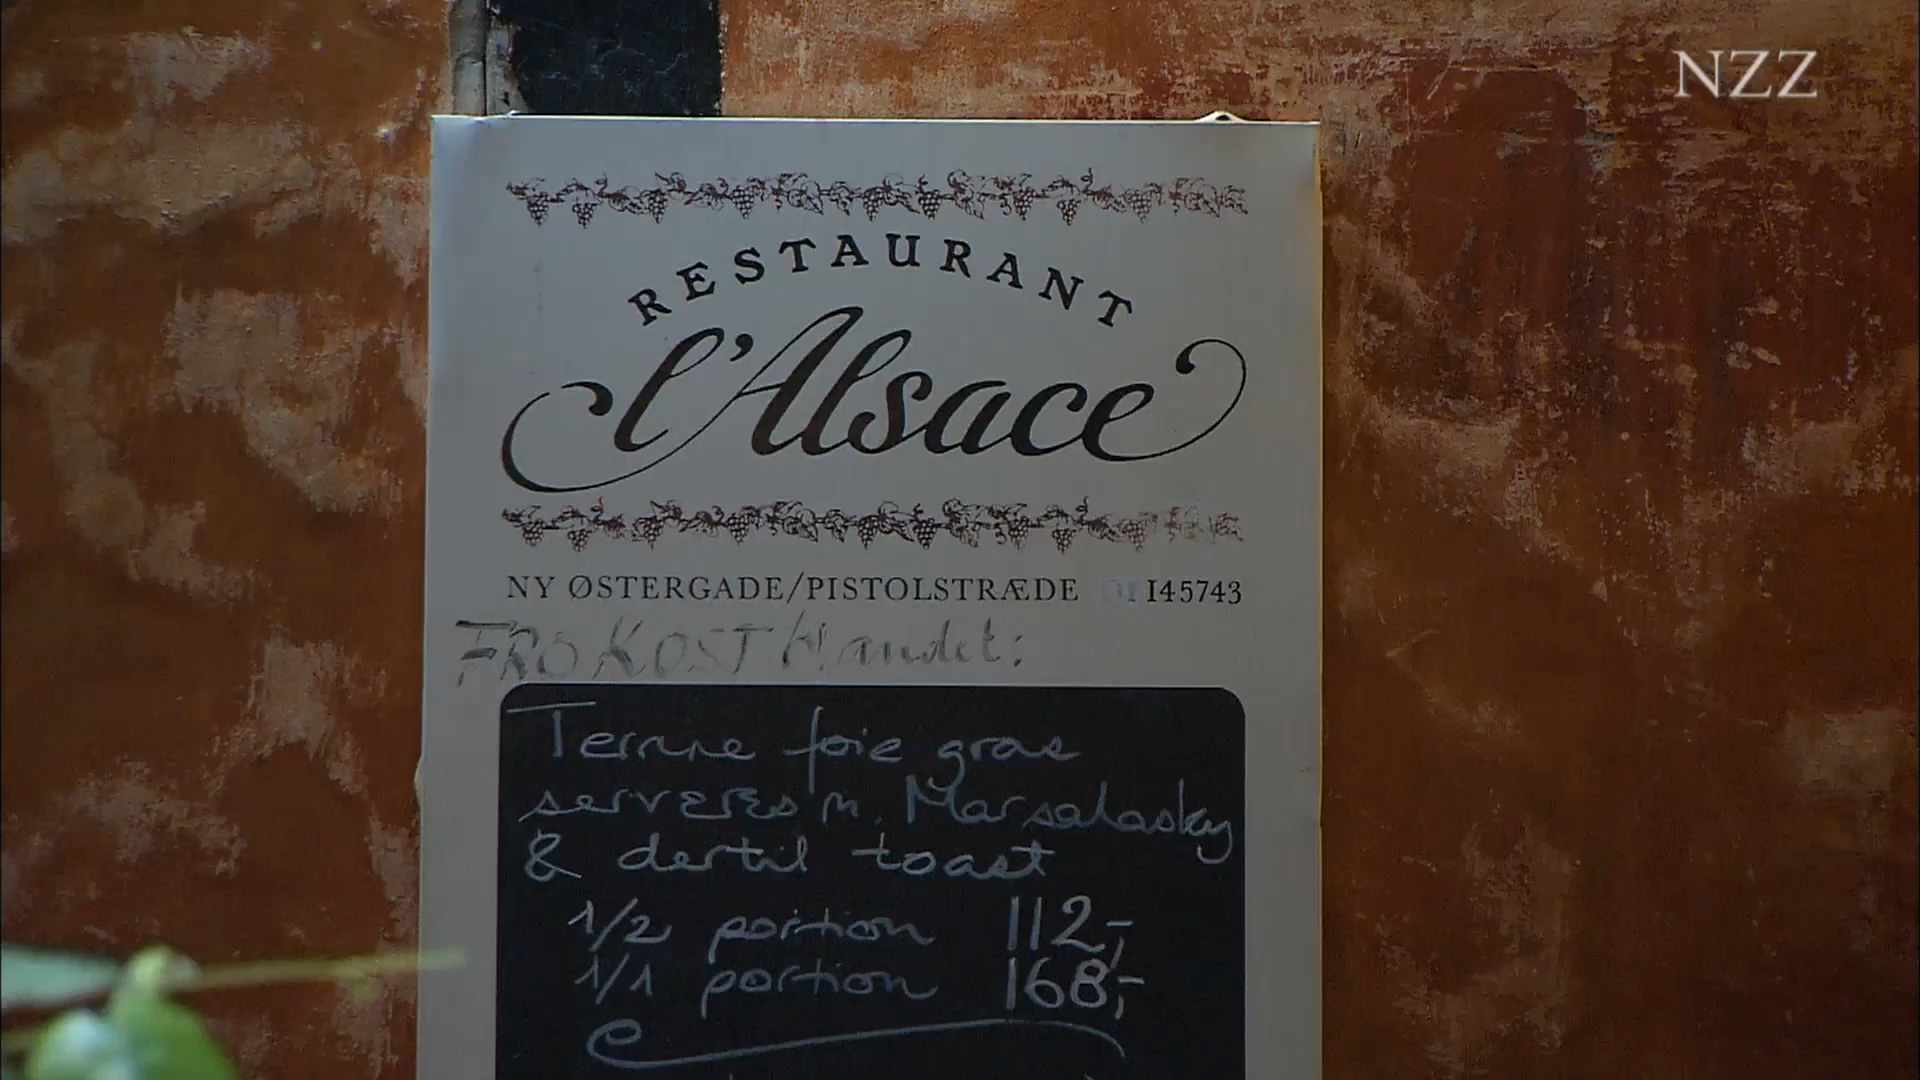 NZZ
RESTAURANT
l'Alsace
NY ØSTERGADE/PISTOLSTRÆDE 01 145743
FROKOST
Terrine foie gras
serveres m. Marsalasky
& dertil toast
1/2 portion 112,-
1/1 portion 168,-